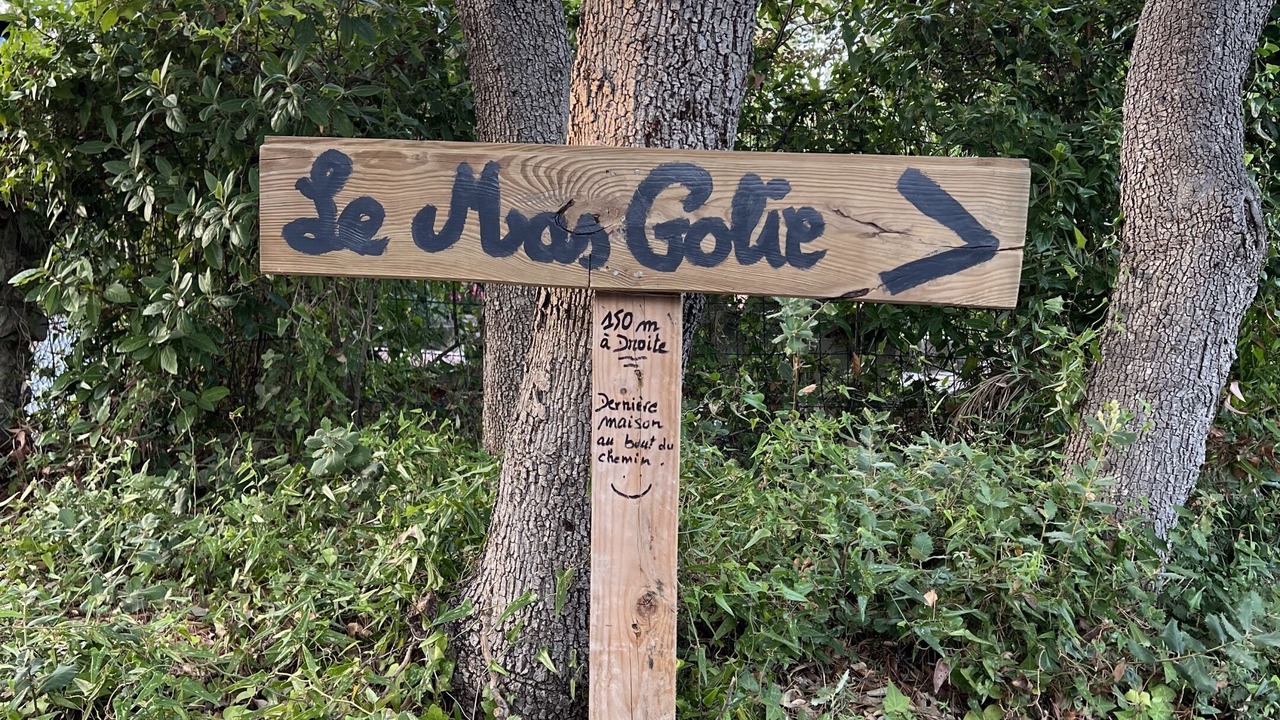 Le Mas Golie >
150 m
à Droite
Dernière
maison
au bout du
chemin.